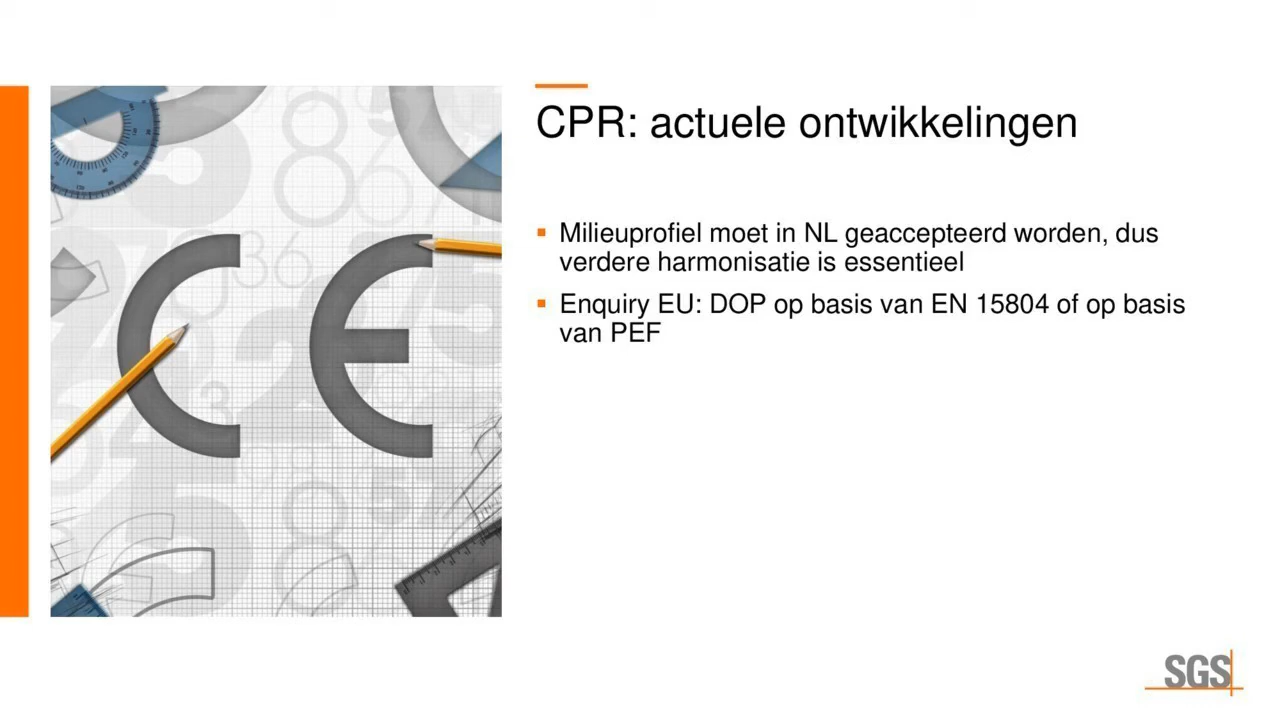 CPR: actuele ontwikkelingen
Milieuprofiel moet in NL geaccepteerd worden, dus
verdere harmonisatie is essentieel
Enquiry EU: DOP op basis van EN 15804 of op basis
van PEF
CE
SGS